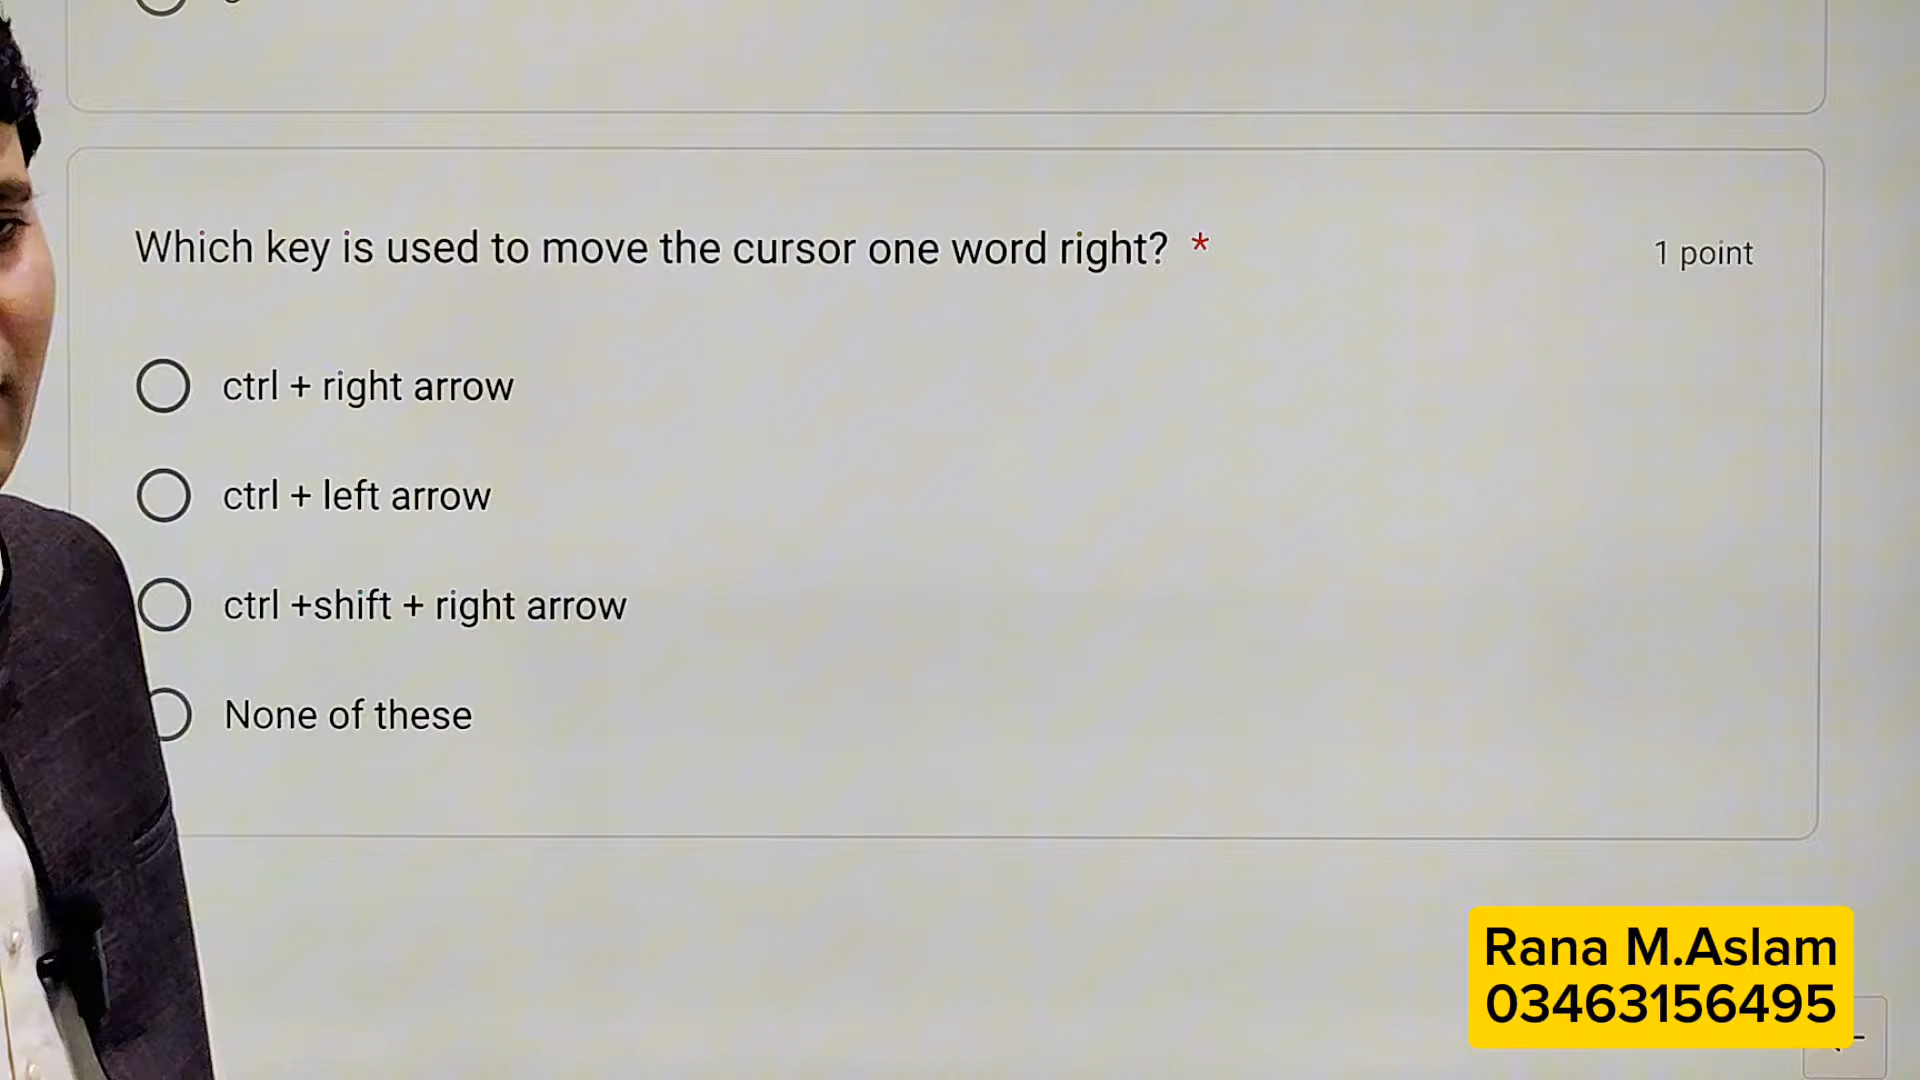 Which key is used to move the cursor one word right? *
1 point
ctrl + right arrow
ctrl + left arrow
ctrl +shift + right arrow
None of these
Rana M.Aslam
03463156495